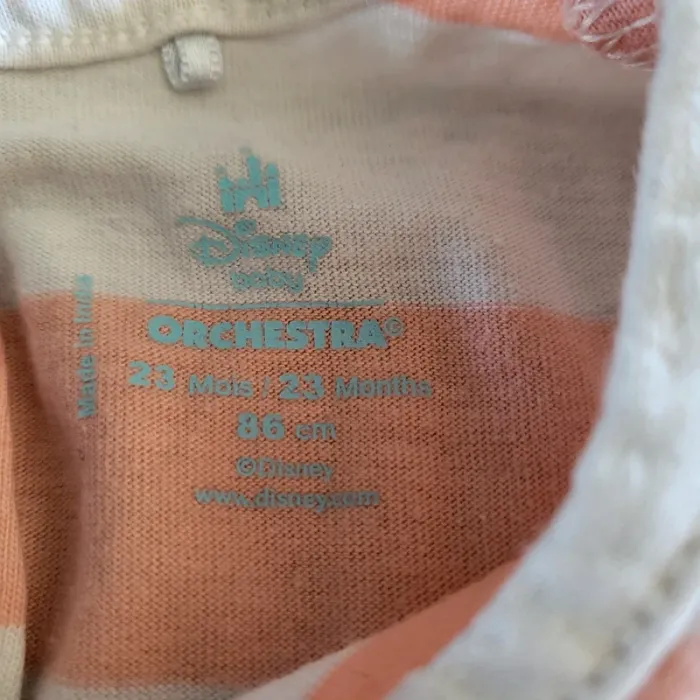 Disney
baby
ORCHESTRA©
23 Mois / 23 Months
86 cm
©Disney
www.disney.com
Made in India